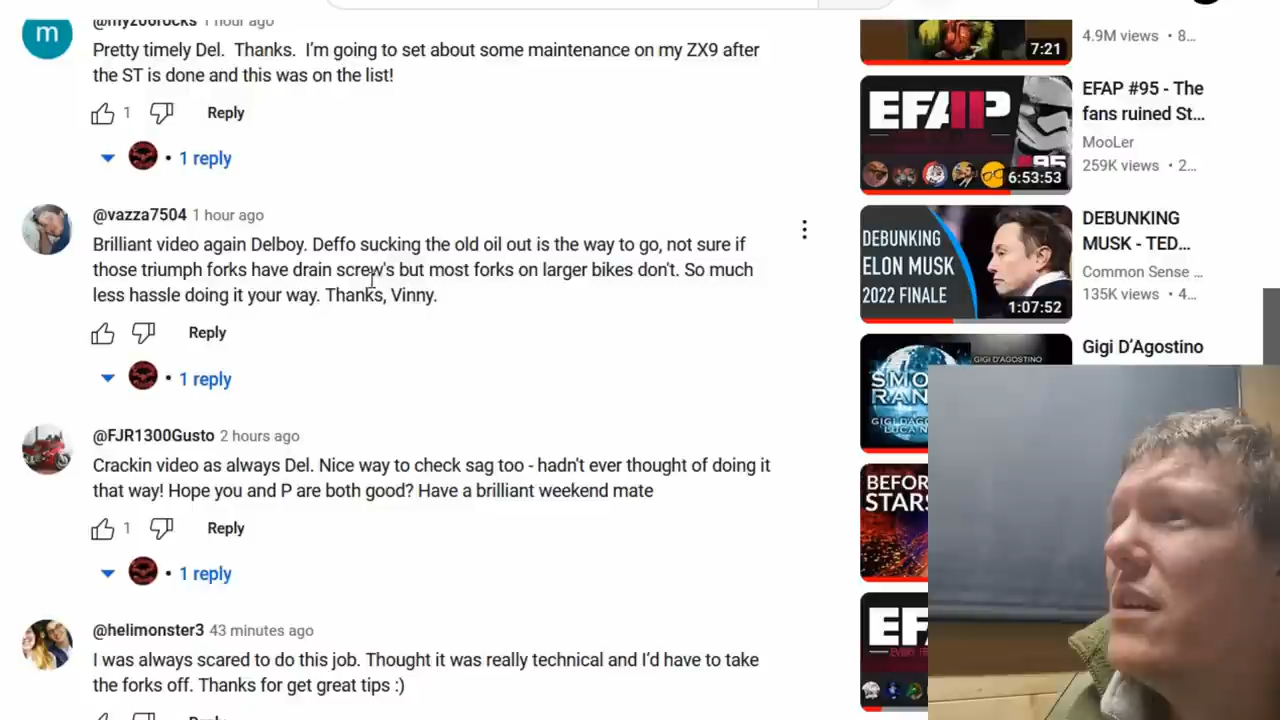 @my206rocks 1 hour ago
Pretty timely Del. Thanks. I'm going to set about some maintenance on my ZX9 after
the ST is done and this was on the list!
1
Reply
• 1 reply
@vazza7504 1 hour ago
Brilliant video again Delboy. Deffo sucking the old oil out is the way to go, not sure if
those triumph forks have drain screw's but most forks on larger bikes don't. So much
less hassle doing it your way. Thanks, Vinny.
Reply
• 1 reply
@FJR1300Gusto 2 hours ago
Crackin video as always Del. Nice way to check sag too - hadn't ever thought of doing it
that way! Hope you and P are both good? Have a brilliant weekend mate
1
Reply
• 1 reply
@helimonster3 43 minutes ago
I was always scared to do this job. Thought it was really technical and I'd have to take
the forks off. Thanks for get great tips :)
7:21
4.9M views • 8...
EFAP
#95
6:53:53
EFAP #95 - The
fans ruined St...
MooLer
259K views • 2...
DEBUNKING
ELON MUSK
2022 FINALE
1:07:52
DEBUNKING
MUSK - TED...
Common Sense ...
135K views • 4...
GIGI D'AGOSTINO
Gigi D'Agostino
BEFOR
STARS
EF
m